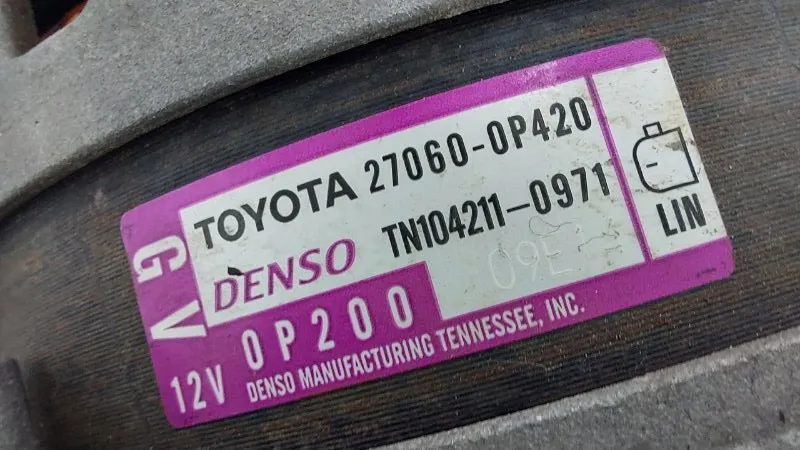 TOYOTA 27060-0P420
DENSO TN104211-0971
GV
0P200
12V
DENSO MANUFACTURING TENNESSEE, INC.
LIN